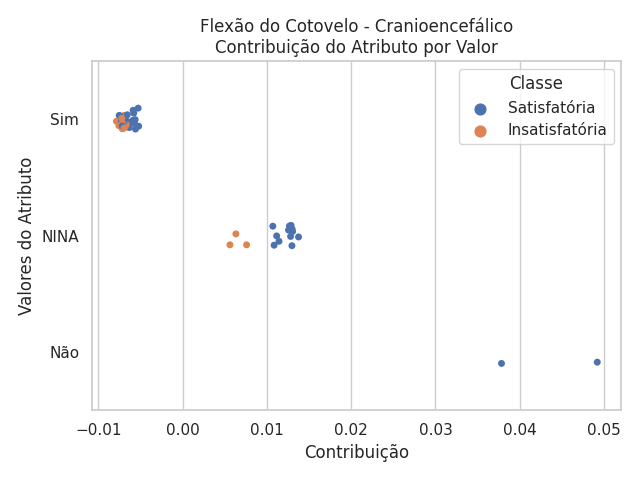 Flexão do Cotovelo - Cranioencefálico
Contribuição do Atributo por Valor
Classe
Satisfatória
Insatisfatória
Valores do Atributo
Sim
NINA
Não
−0.01 0.00 0.01 0.02 0.03 0.04 0.05
Contribuição